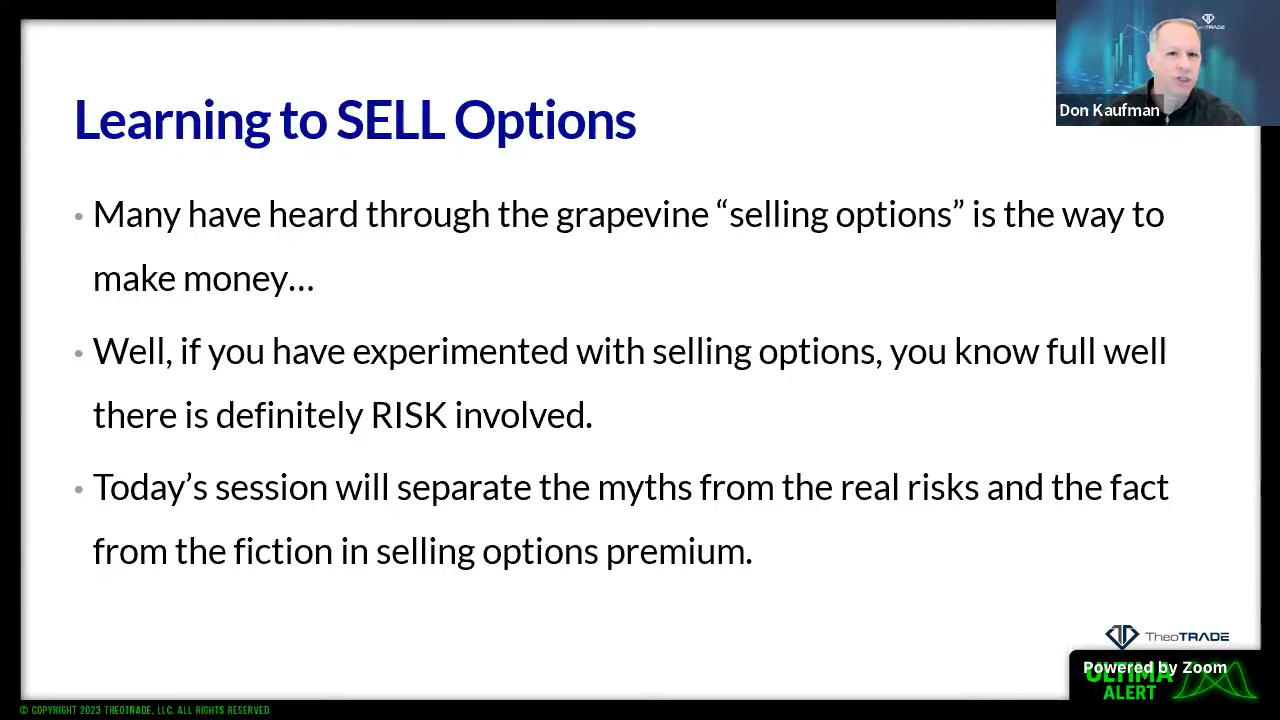 TheoTRADE
Don Kaufman
Learning to SELL Options
• Many have heard through the grapevine “selling options” is the way to
make money…
• Well, if you have experimented with selling options, you know full well
there is definitely RISK involved.
• Today’s session will separate the myths from the real risks and the fact
from the fiction in selling options premium.
TheoTRADE
Powered by Zoom
ULTIMA
ALERT
© COPYRIGHT 2023 THEOTRADE, LLC. ALL RIGHTS RESERVED